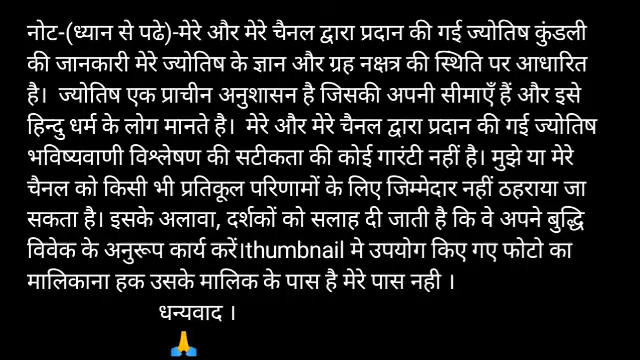 नोट-(ध्यान से पढे)-मेरे और मेरे चैनल द्वारा प्रदान की गई ज्योतिष कुंडली
की जानकारी मेरे ज्योतिष के ज्ञान और ग्रह नक्षत्र की स्थिति पर आधारित
है। ज्योतिष एक प्राचीन अनुशासन है जिसकी अपनी सीमाएँ हैं और इसे
हिन्दु धर्म के लोग मानते है। मेरे और मेरे चैनल द्वारा प्रदान की गई ज्योतिष
भविष्यवाणी विश्लेषण की सटीकता की कोई गारंटी नहीं है। मुझे या मेरे
चैनल को किसी भी प्रतिकूल परिणामों के लिए जिम्मेदार नहीं ठहराया जा
सकता है। इसके अलावा, दर्शकों को सलाह दी जाती है कि वे अपने बुद्धि
विवेक के अनुरूप कार्य करें।thumbnail मे उपयोग किए गए फोटो का
मालिकाना हक उसके मालिक के पास है मेरे पास नही ।
धन्यवाद ।
🙏